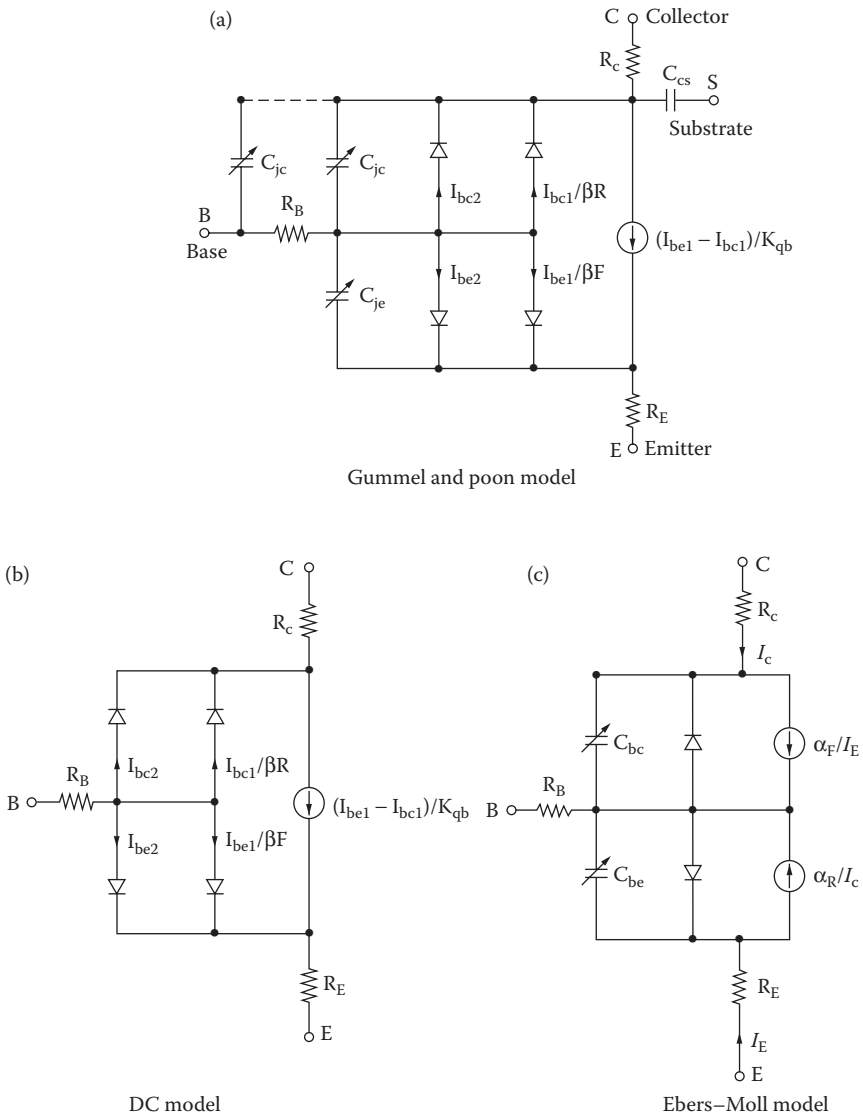 (a)
C Collector
R_c
C_cs
S
Substrate
C_jc
C_jc
I_bc2
I_bc1/βR
B
R_B
Base
(I_be1 – I_bc1)/K_qb
C_je
I_be2
I_be1/βF
R_E
E Emitter
Gummel and poon model
(b)
C
R_c
I_bc2
I_bc1/βR
R_B
B
(I_be1 – I_bc1)/K_qb
I_be2
I_be1/βF
R_E
E
DC model
(c)
C
R_c
I_c
C_bc
α_F/I_E
R_B
B
C_be
α_R/I_c
R_E
I_E
E
Ebers–Moll model